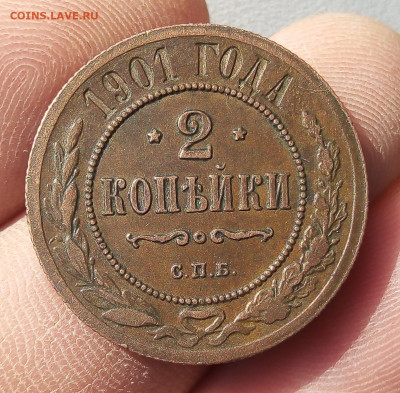 COINS.LAVE.RU
1901 ГОДА
2
КОПѢЙКИ
С.П.Б.